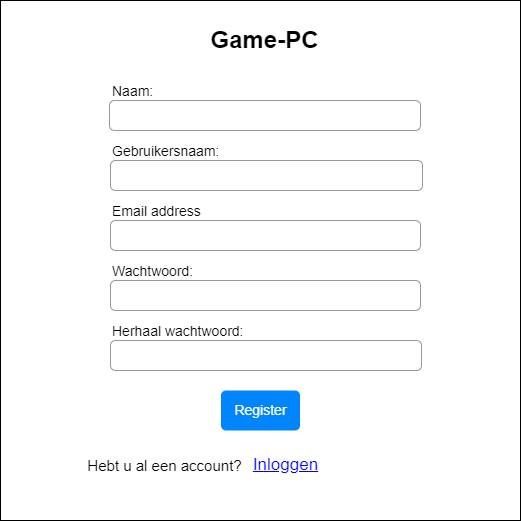 Game-PC
Naam:
Gebruikersnaam:
Email address
Wachtwoord:
Herhaal wachtwoord:
Register
Hebt u al een account? Inloggen